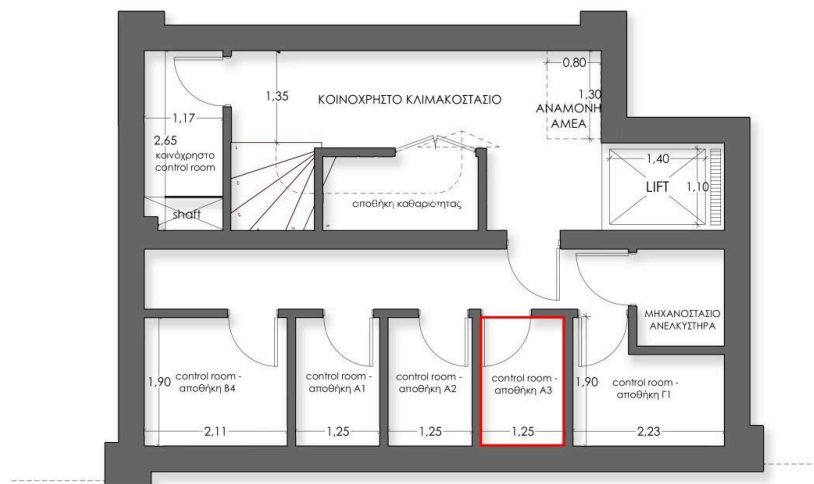 0,80
1,35
ΚΟΙΝΟΧΡΗΣΤΟ ΚΛΙΜΑΚΟΣΤΑΣΙΟ
1,30
ΑΝΑΜΟΝΗ
ΑΜΕΑ
1,17
2,65
κοινόχρηστο
control room
1,40
LIFT
1,10
shaft
αποθήκη καθαριότητας
ΜΗΧΑΝΟΣΤΑΣΙΟ
ΑΝΕΛΚΥΣΤΗΡΑ
1,90
control room -
αποθήκη Β4
control room -
αποθήκη Α1
control room -
αποθήκη Α2
control room -
αποθήκη Α3
1,90
control room -
αποθήκη Γ1
2,11
1,25
1,25
1,25
2,23